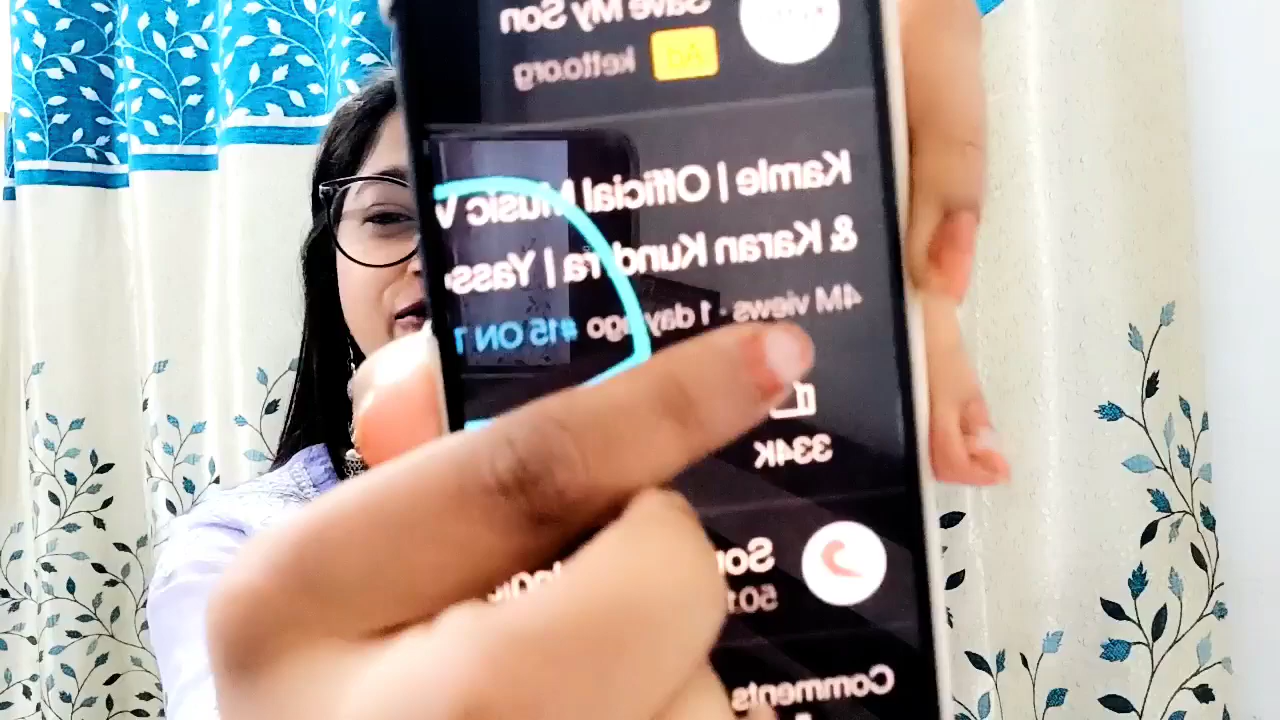 Save My Son
Ad ketto.org
Kamle | Official Music V
& Karan Kundrra | Yass
4M views · 1 day ago #15 ON T
334K
Comments